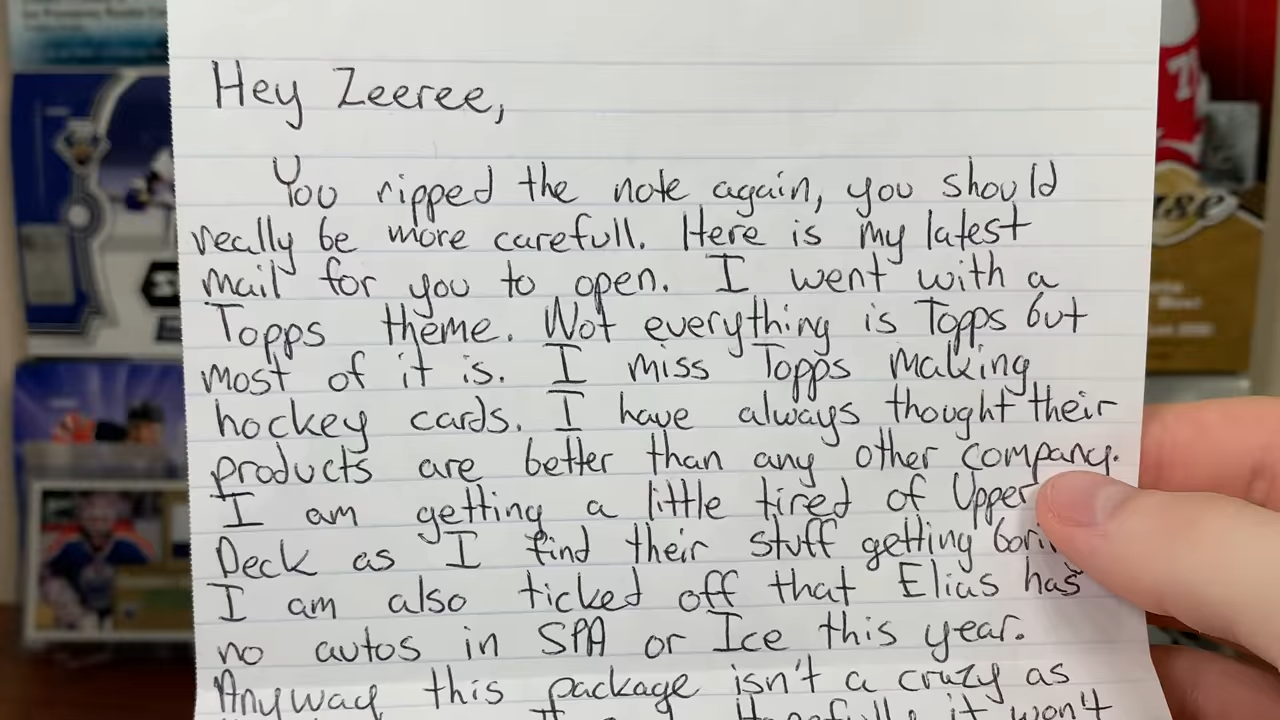 Hey Zeeree,
You ripped the note again, you should
really be more carefull. Here is my latest
mail for you to open. I went with a
Topps theme. Not everything is Topps but
most of it is. I miss Topps making
hockey cards. I have always thought their
products are better than any other company.
I am getting a little tired of Upper
Deck as I find their stuff getting
I am also ticked off that Elias has
no autos in SPA or Ice this year.
Anyway this package isn't a crazy as
it won't